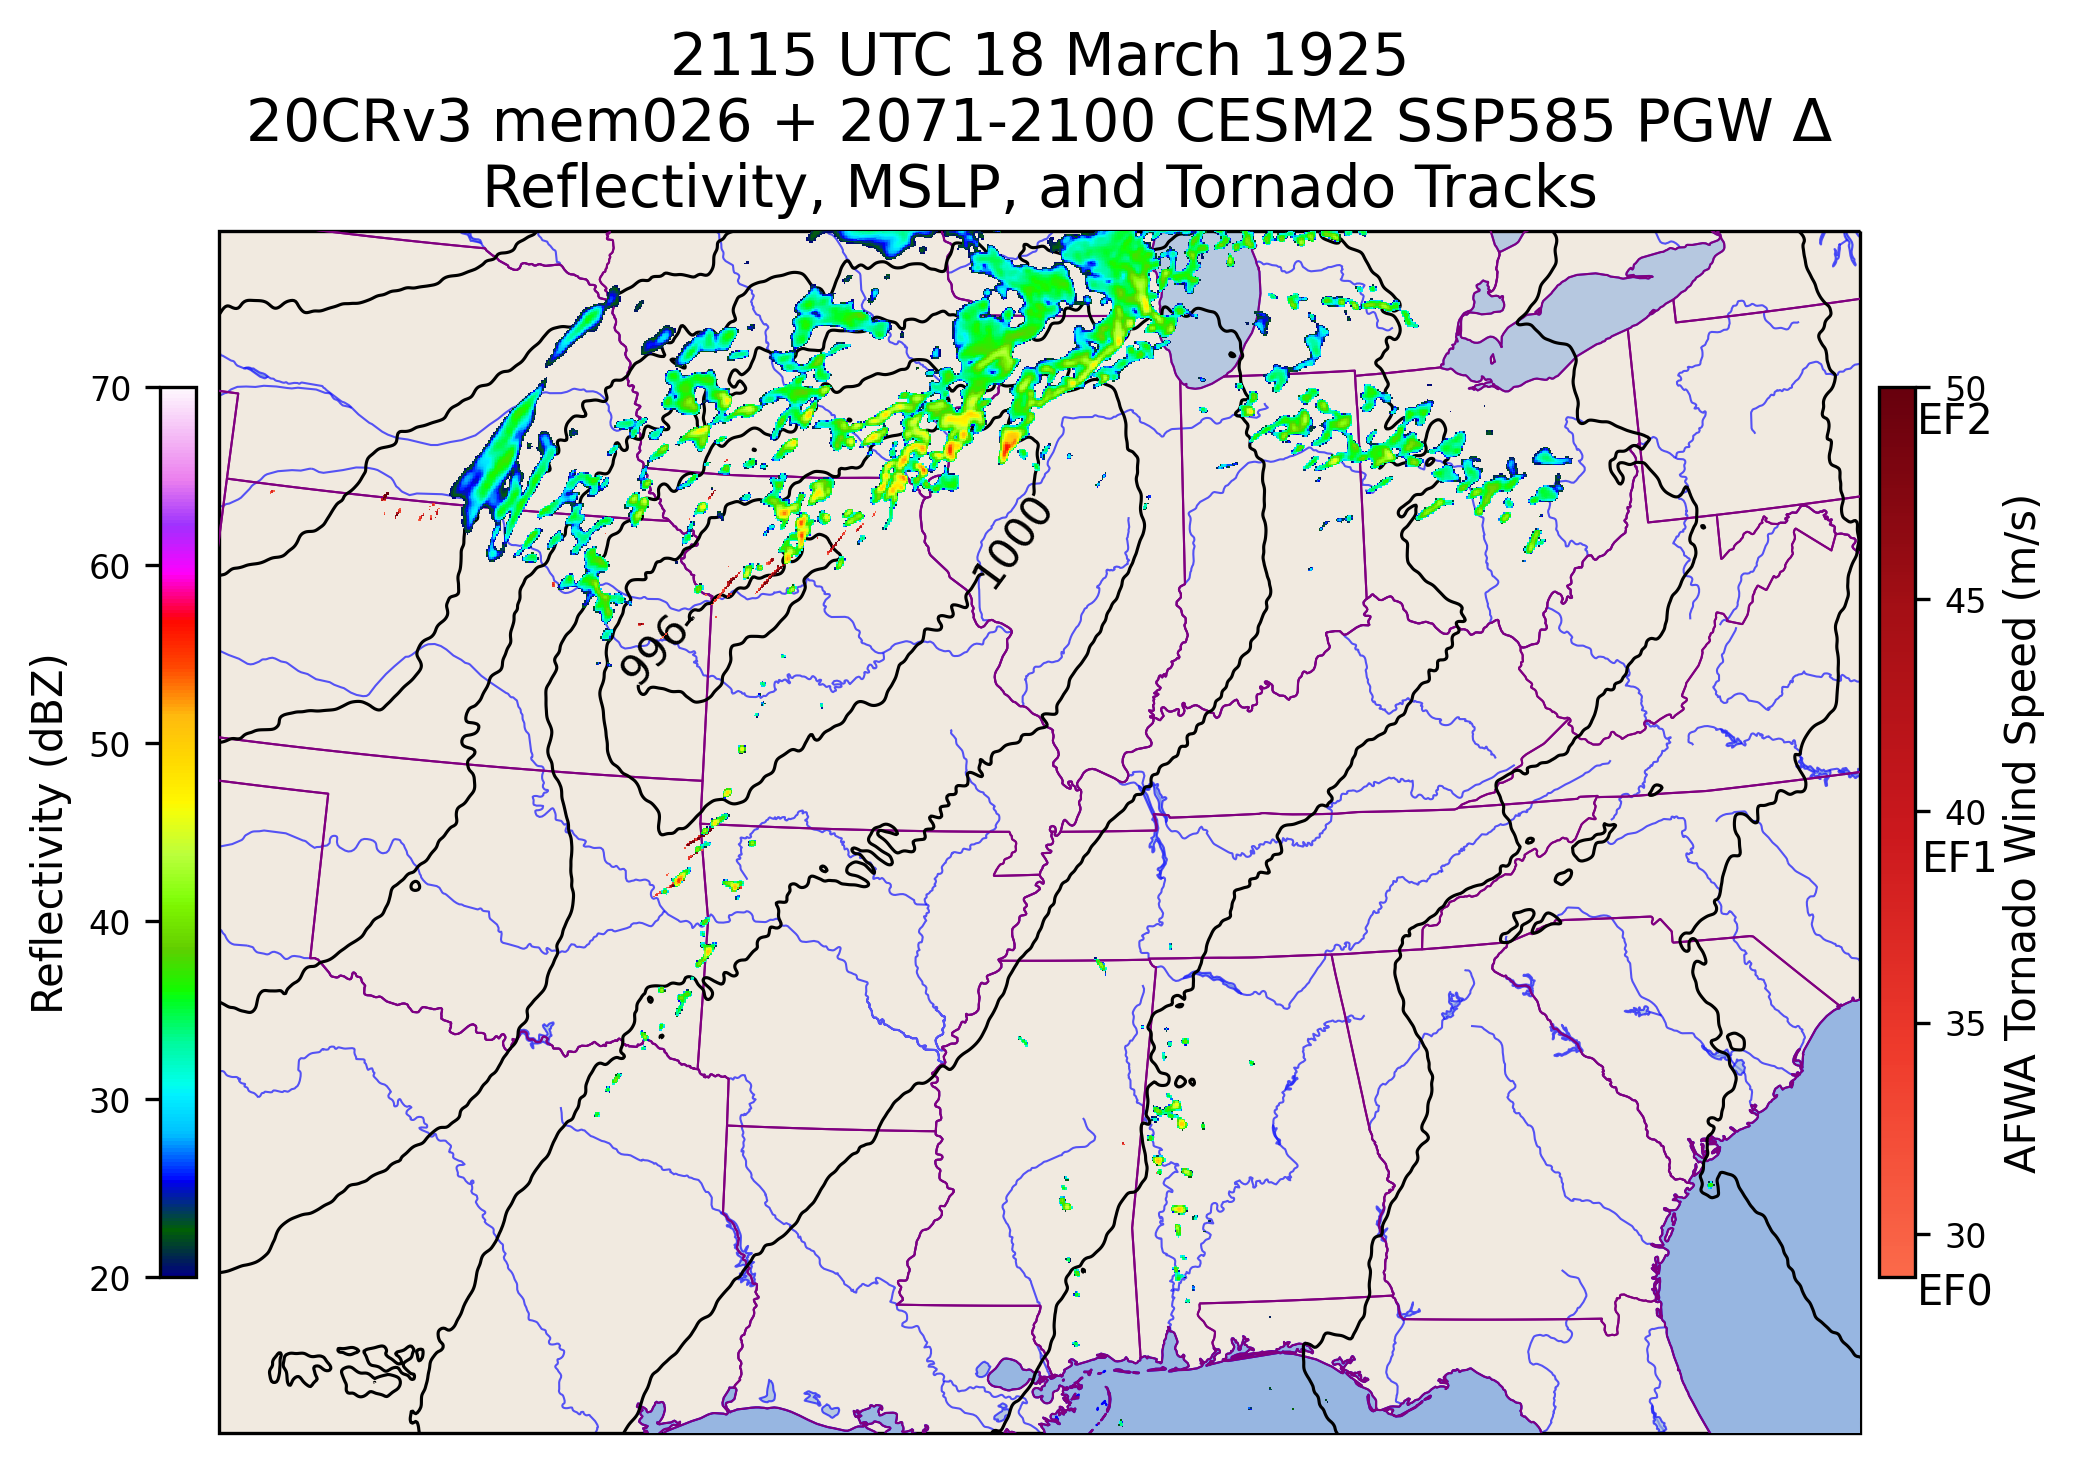 2115 UTC 18 March 1925
20CRv3 mem026 + 2071-2100 CESM2 SSP585 PGW Δ
Reflectivity, MSLP, and Tornado Tracks
70
60
50
40
30
20
Reflectivity (dBZ)
996
1000
50
EF2
45
40
EF1
35
30
EF0
AFWA Tornado Wind Speed (m/s)